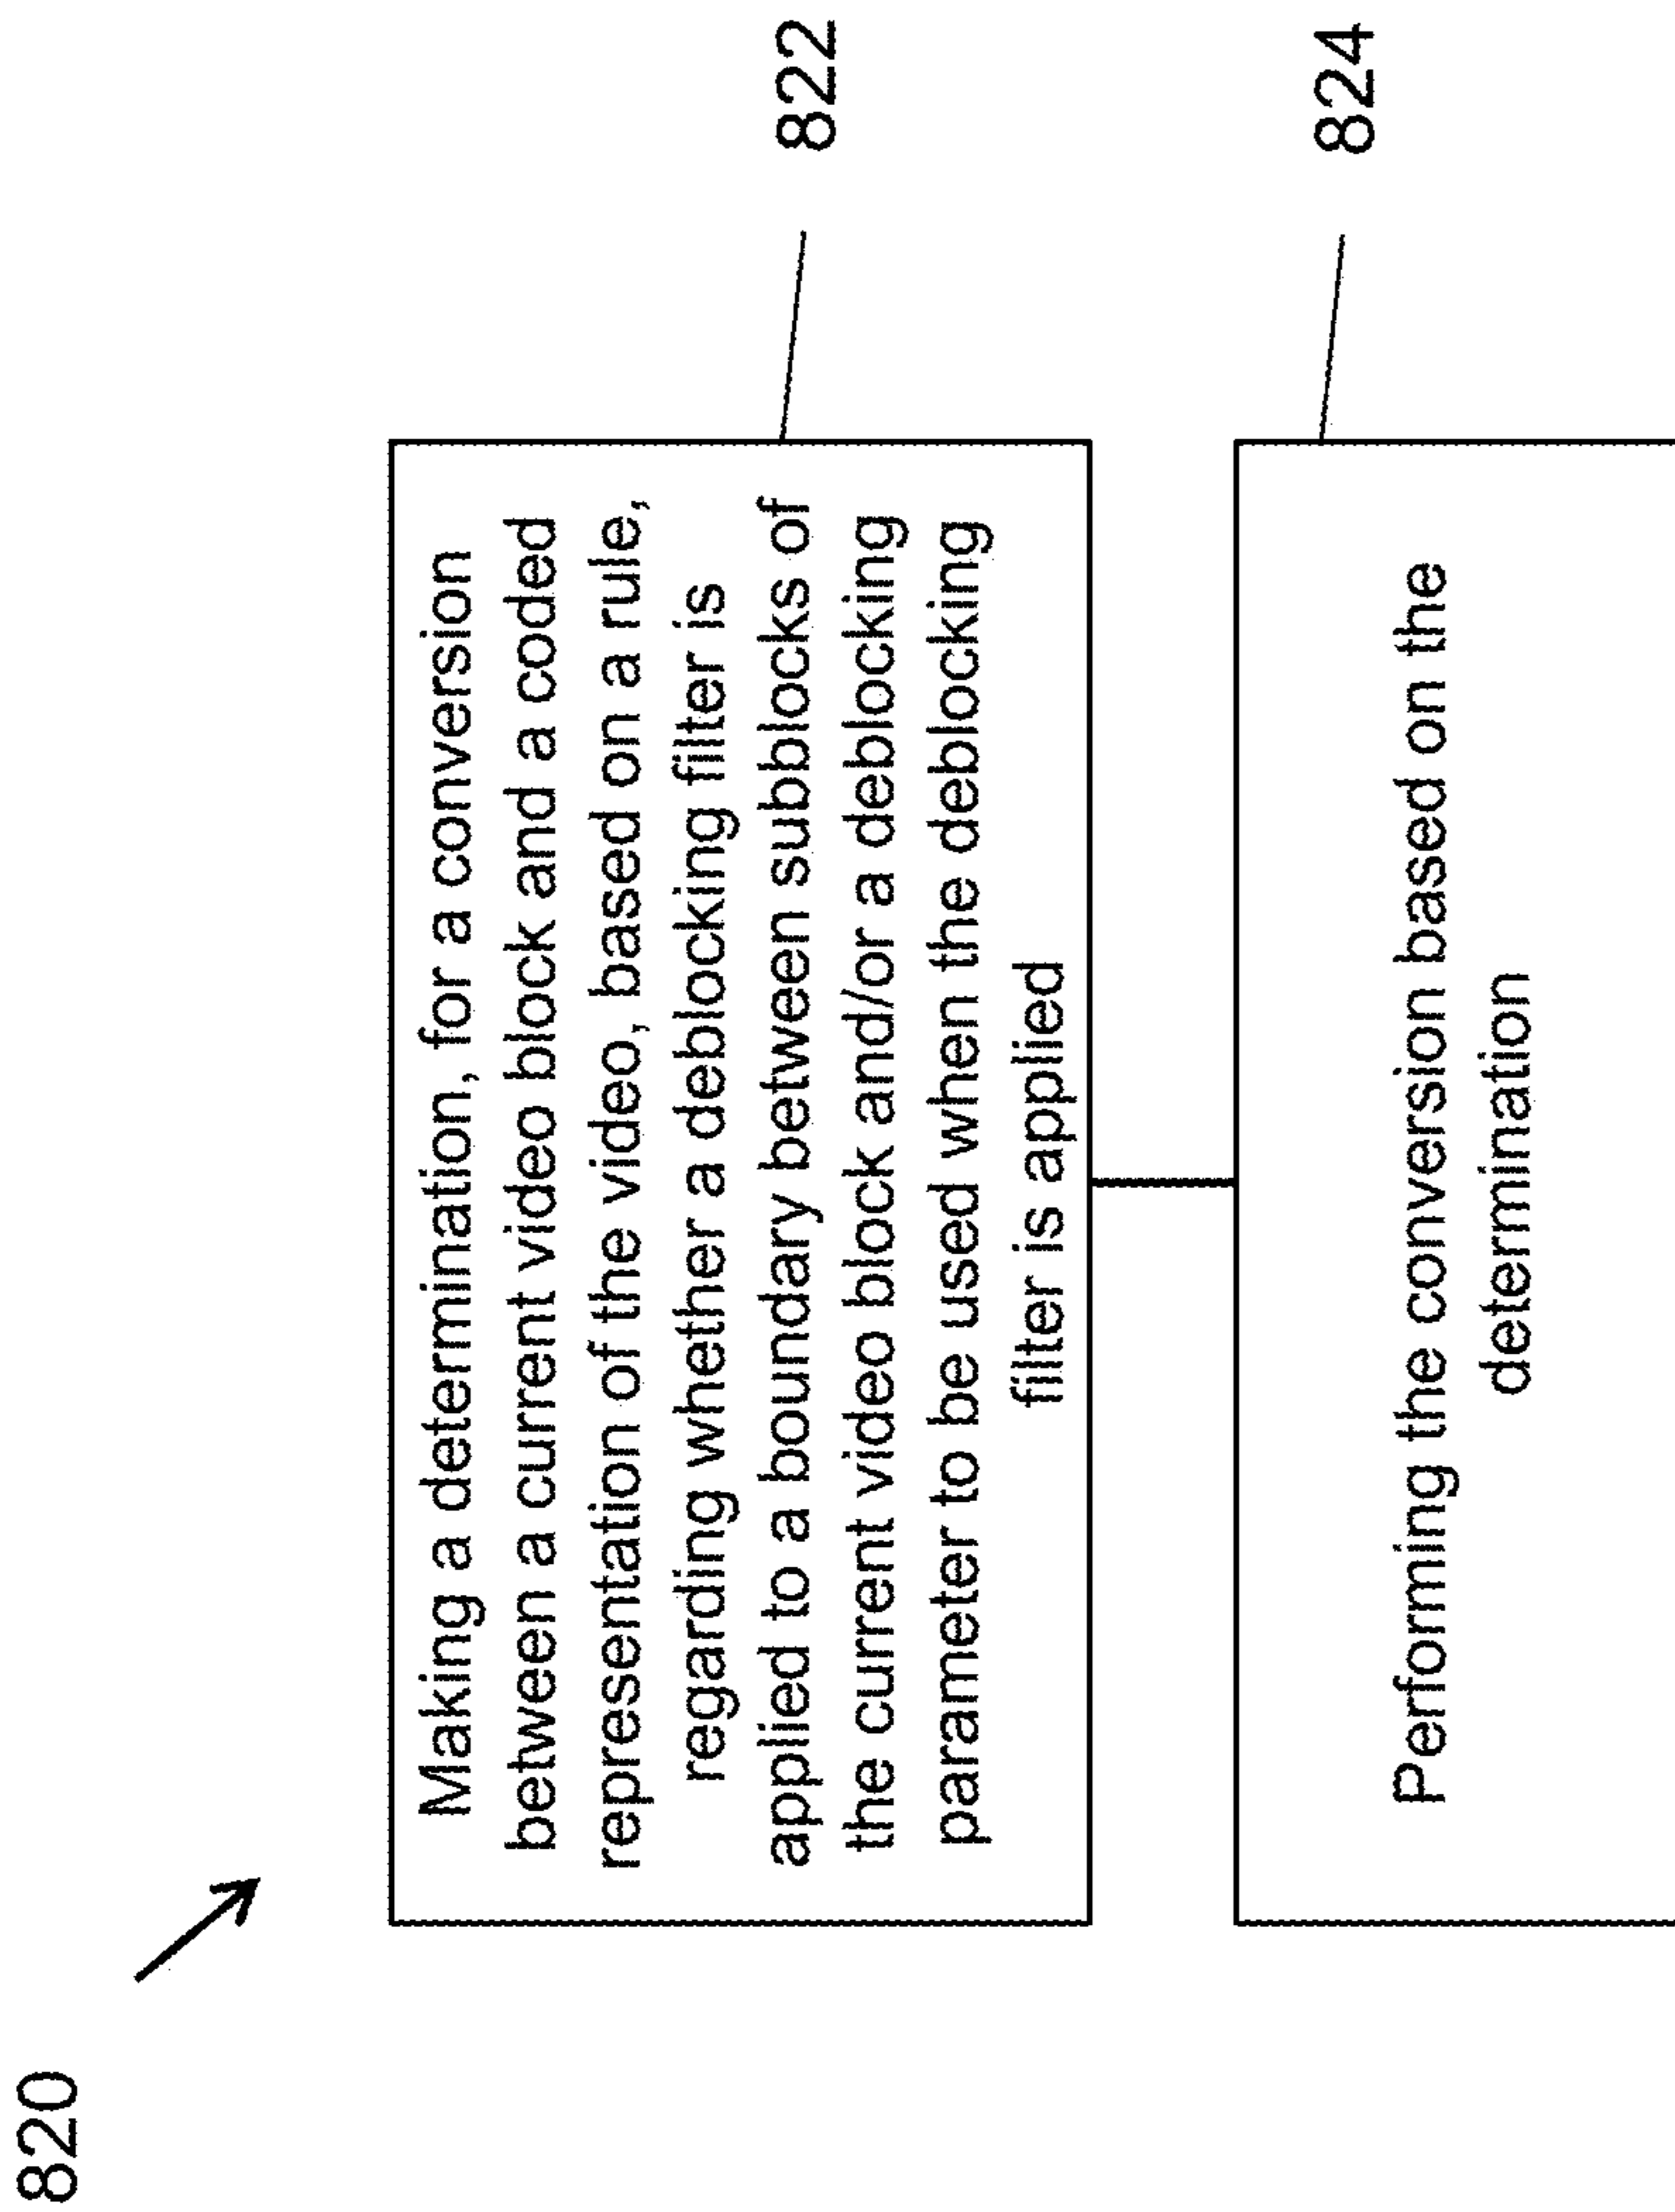 820
Making a determination, for a conversion
between a current video block and a coded
representation of the video, based on a rule,
regarding whether a deblocking filter is
applied to a boundary between subblocks of
the current video block and/or a deblocking
parameter to be used when the deblocking
filter is applied
822
Performing the conversion based on the
determination
824